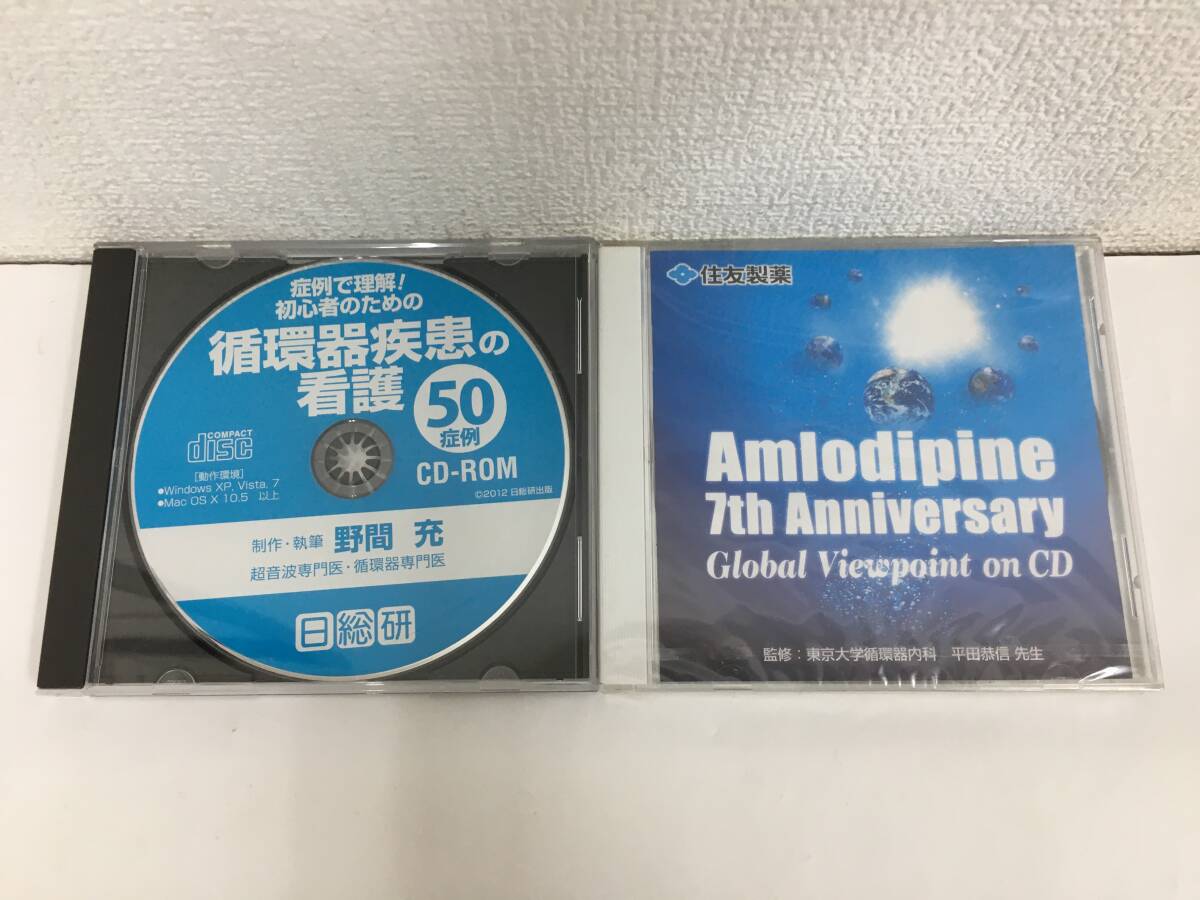 症例で理解!
初心者のための
循環器疾患の
看護
50
症例
COMPACT
disc
CD-ROM
[動作環境]
●Windows XP, Vista, 7
●Mac OS X 10.5 以上
©2012 日総研出版
制作・執筆 野間 充
超音波専門医・循環器専門医
日総研
住友製薬
Amlodipine
7th Anniversary
Global Viewpoint on CD
監修:東京大学循環器内科 平田恭信 先生